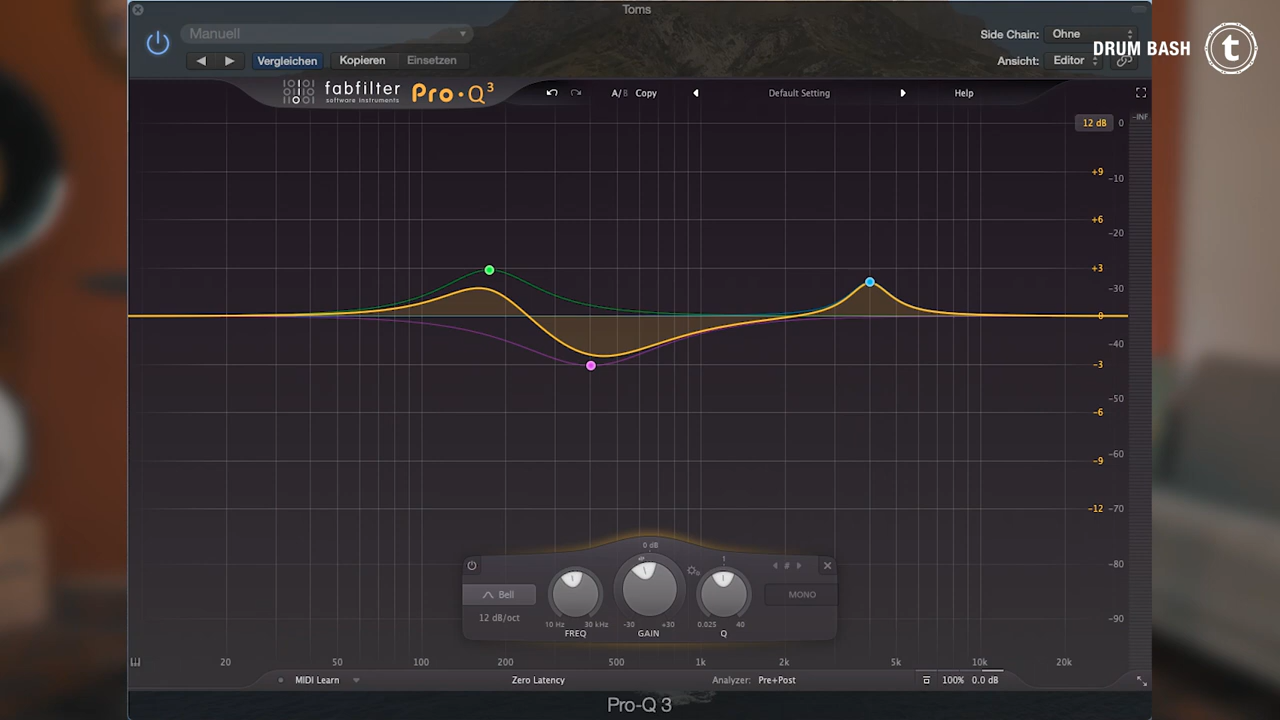 Toms
Manuell
Side Chain: Ohne
DRUM BASH t
Vergleichen Kopieren Einsetzen
Ansicht: Editor
fabfilter
software instruments
Pro·Q3
A/B Copy
Default Setting
Help
12 dB 0 -INF
+9 -10
+6 -20
+3 -30
0 -40
-3 -50
-6 -60
-9
-12 -70
-80
-90
0 dB
Bell
12 dB/oct
MONO
10 Hz 30 kHz -30 +30 0.025 40
FREQ GAIN Q
1
#
20 50 100 200 500 1k 2k 5k 10k 20k
MIDI Learn
Zero Latency
Analyzer: Pre+Post
100% 0.0 dB
Pro-Q 3